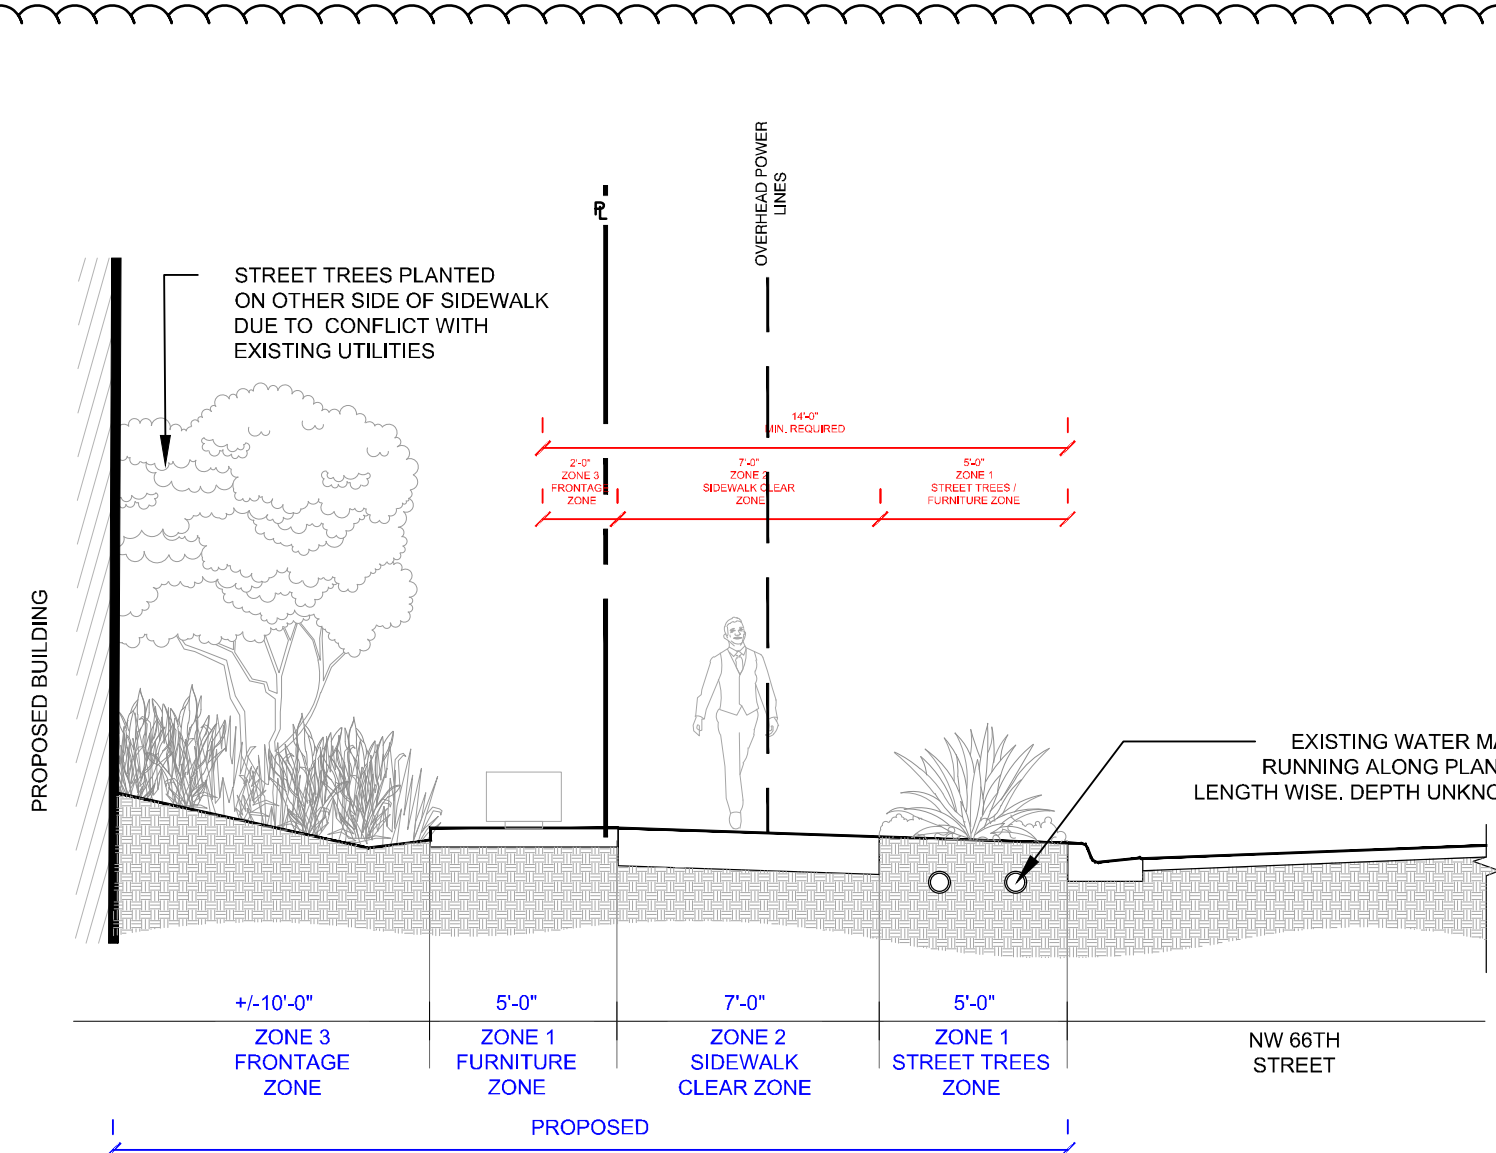 OVERHEAD POWER
LINES
PL
STREET TREES PLANTED
ON OTHER SIDE OF SIDEWALK
DUE TO CONFLICT WITH
EXISTING UTILITIES
14'-0"
MIN. REQUIRED
2'-0"
ZONE 3
FRONTAGE
ZONE
7'-0"
ZONE 2
SIDEWALK CLEAR
ZONE
5'-0"
ZONE 1
STREET TREES /
FURNITURE ZONE
PROPOSED BUILDING
EXISTING WATER
RUNNING ALONG
LENGTH WISE. DEPTH
+/-10'-0"
ZONE 3
FRONTAGE
ZONE
5'-0"
ZONE 1
FURNITURE
ZONE
7'-0"
ZONE 2
SIDEWALK
CLEAR ZONE
5'-0"
ZONE 1
STREET TREES
ZONE
NW 66TH
STREET
PROPOSED